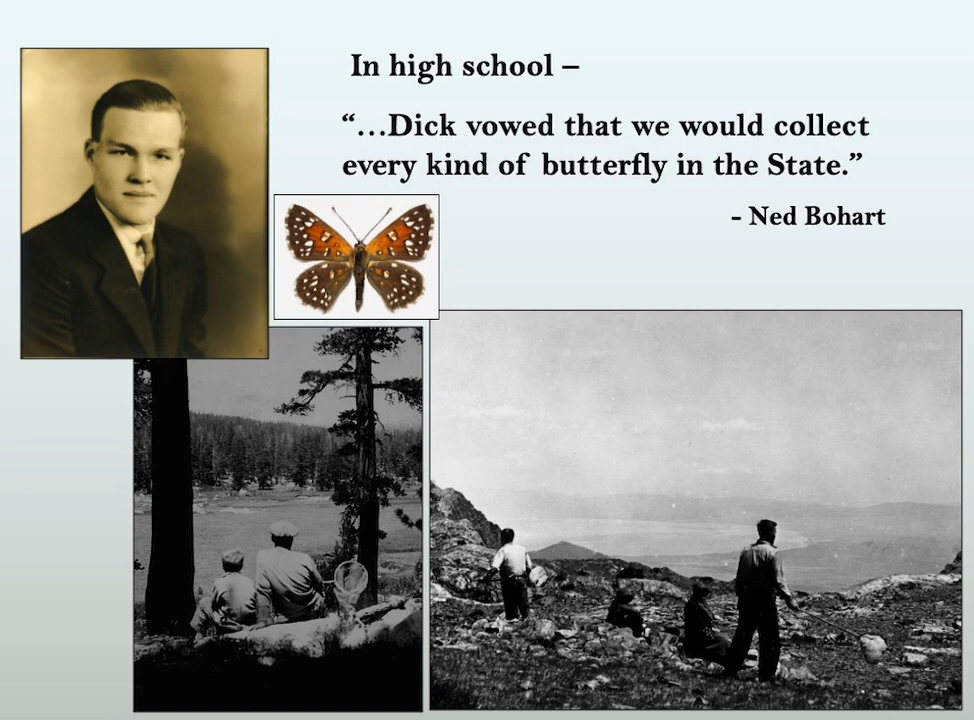 In high school –
“…Dick vowed that we would collect
every kind of butterfly in the State.”
- Ned Bohart